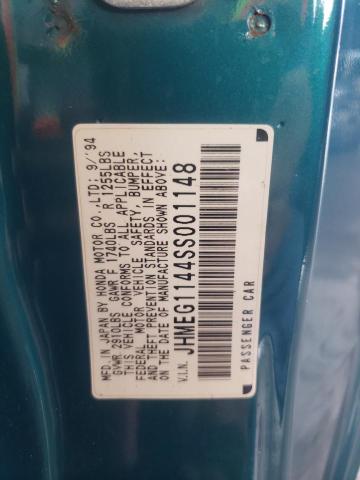 MFD. IN JAPAN BY HONDA MOTOR CO.,LTD; 9/'94
GVWR 2910LBS GAWR F 1740LBS R 1255LBS
THIS VEHICLE CONFORMS TO ALL APPLICABLE
FEDERAL MOTOR VEHICLE SAFETY, BUMPER,
AND THEFT PREVENTION STANDARDS IN EFFECT
ON THE DATE OF MANUFACTURE SHOWN ABOVE.
V.I.N. JHMEG1144SS001148
PASSENGER CAR